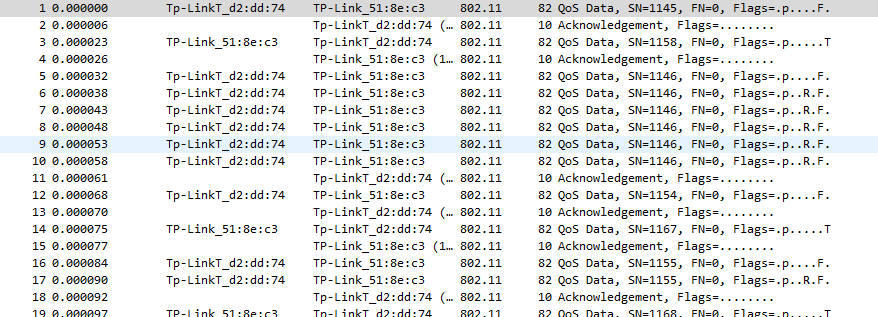 1 0.000000 Tp-LinkT_d2:dd:74 TP-Link_51:8e:c3 802.11 82 QoS Data, SN=1145, FN=0, Flags=.p....F.
2 0.000006 Tp-LinkT_d2:dd:74 (… 802.11 10 Acknowledgement, Flags=........
3 0.000023 TP-Link_51:8e:c3 Tp-LinkT_d2:dd:74 802.11 82 QoS Data, SN=1158, FN=0, Flags=.p.....T
4 0.000026 TP-Link_51:8e:c3 (1… 802.11 10 Acknowledgement, Flags=........
5 0.000032 Tp-LinkT_d2:dd:74 TP-Link_51:8e:c3 802.11 82 QoS Data, SN=1146, FN=0, Flags=.p....F.
6 0.000038 Tp-LinkT_d2:dd:74 TP-Link_51:8e:c3 802.11 82 QoS Data, SN=1146, FN=0, Flags=.p..R.F.
7 0.000043 Tp-LinkT_d2:dd:74 TP-Link_51:8e:c3 802.11 82 QoS Data, SN=1146, FN=0, Flags=.p..R.F.
8 0.000048 Tp-LinkT_d2:dd:74 TP-Link_51:8e:c3 802.11 82 QoS Data, SN=1146, FN=0, Flags=.p..R.F.
9 0.000053 Tp-LinkT_d2:dd:74 TP-Link_51:8e:c3 802.11 82 QoS Data, SN=1146, FN=0, Flags=.p..R.F.
10 0.000058 Tp-LinkT_d2:dd:74 TP-Link_51:8e:c3 802.11 82 QoS Data, SN=1146, FN=0, Flags=.p..R.F.
11 0.000061 Tp-LinkT_d2:dd:74 (… 802.11 10 Acknowledgement, Flags=........
12 0.000068 Tp-LinkT_d2:dd:74 TP-Link_51:8e:c3 802.11 82 QoS Data, SN=1154, FN=0, Flags=.p....F.
13 0.000070 Tp-LinkT_d2:dd:74 (… 802.11 10 Acknowledgement, Flags=........
14 0.000075 TP-Link_51:8e:c3 Tp-LinkT_d2:dd:74 802.11 82 QoS Data, SN=1167, FN=0, Flags=.p.....T
15 0.000077 TP-Link_51:8e:c3 (1… 802.11 10 Acknowledgement, Flags=........
16 0.000084 Tp-LinkT_d2:dd:74 TP-Link_51:8e:c3 802.11 82 QoS Data, SN=1155, FN=0, Flags=.p....F.
17 0.000090 Tp-LinkT_d2:dd:74 TP-Link_51:8e:c3 802.11 82 QoS Data, SN=1155, FN=0, Flags=.p..R.F.
18 0.000092 Tp-LinkT_d2:dd:74 (… 802.11 10 Acknowledgement, Flags=........
19 0.000097 TP-Link_51:8e:c3 Tp-LinkT_d2:dd:74 802.11 82 QoS Data, SN=1168, FN=0, Flags=.p.....T